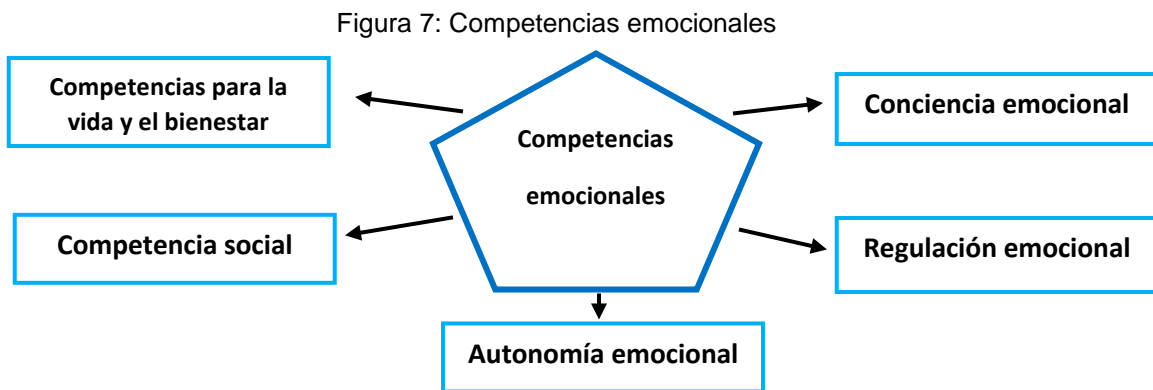 Figura 7: Competencias emocionales
Competencias para la
vida y el bienestar
Competencias
emocionales
Conciencia emocional
Competencia social
Regulación emocional
Autonomía emocional